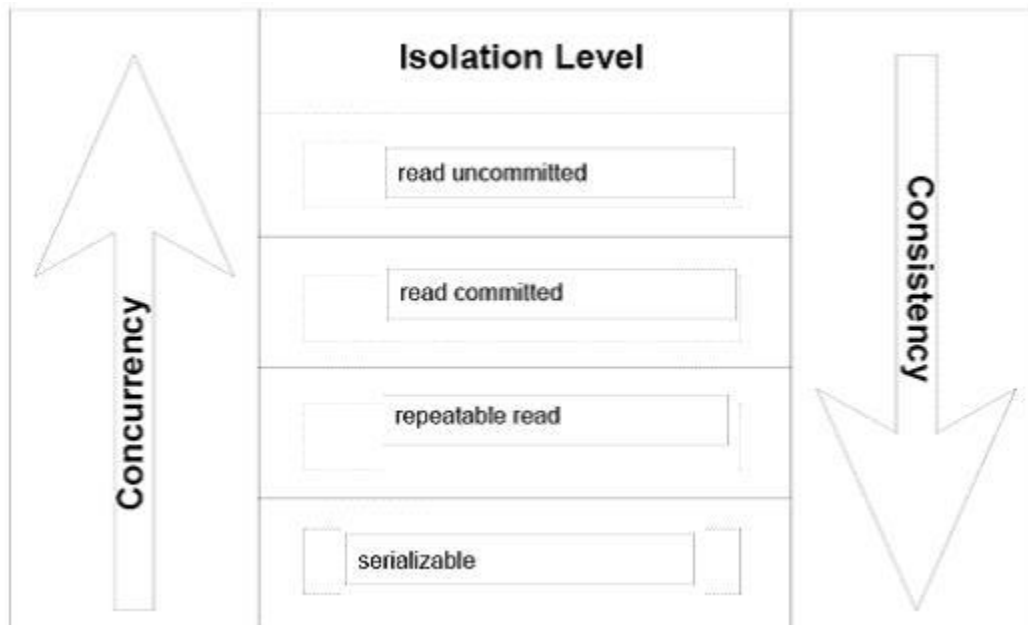 Isolation Level
read uncommitted
read committed
repeatable read
serializable
Concurrency
Consistency